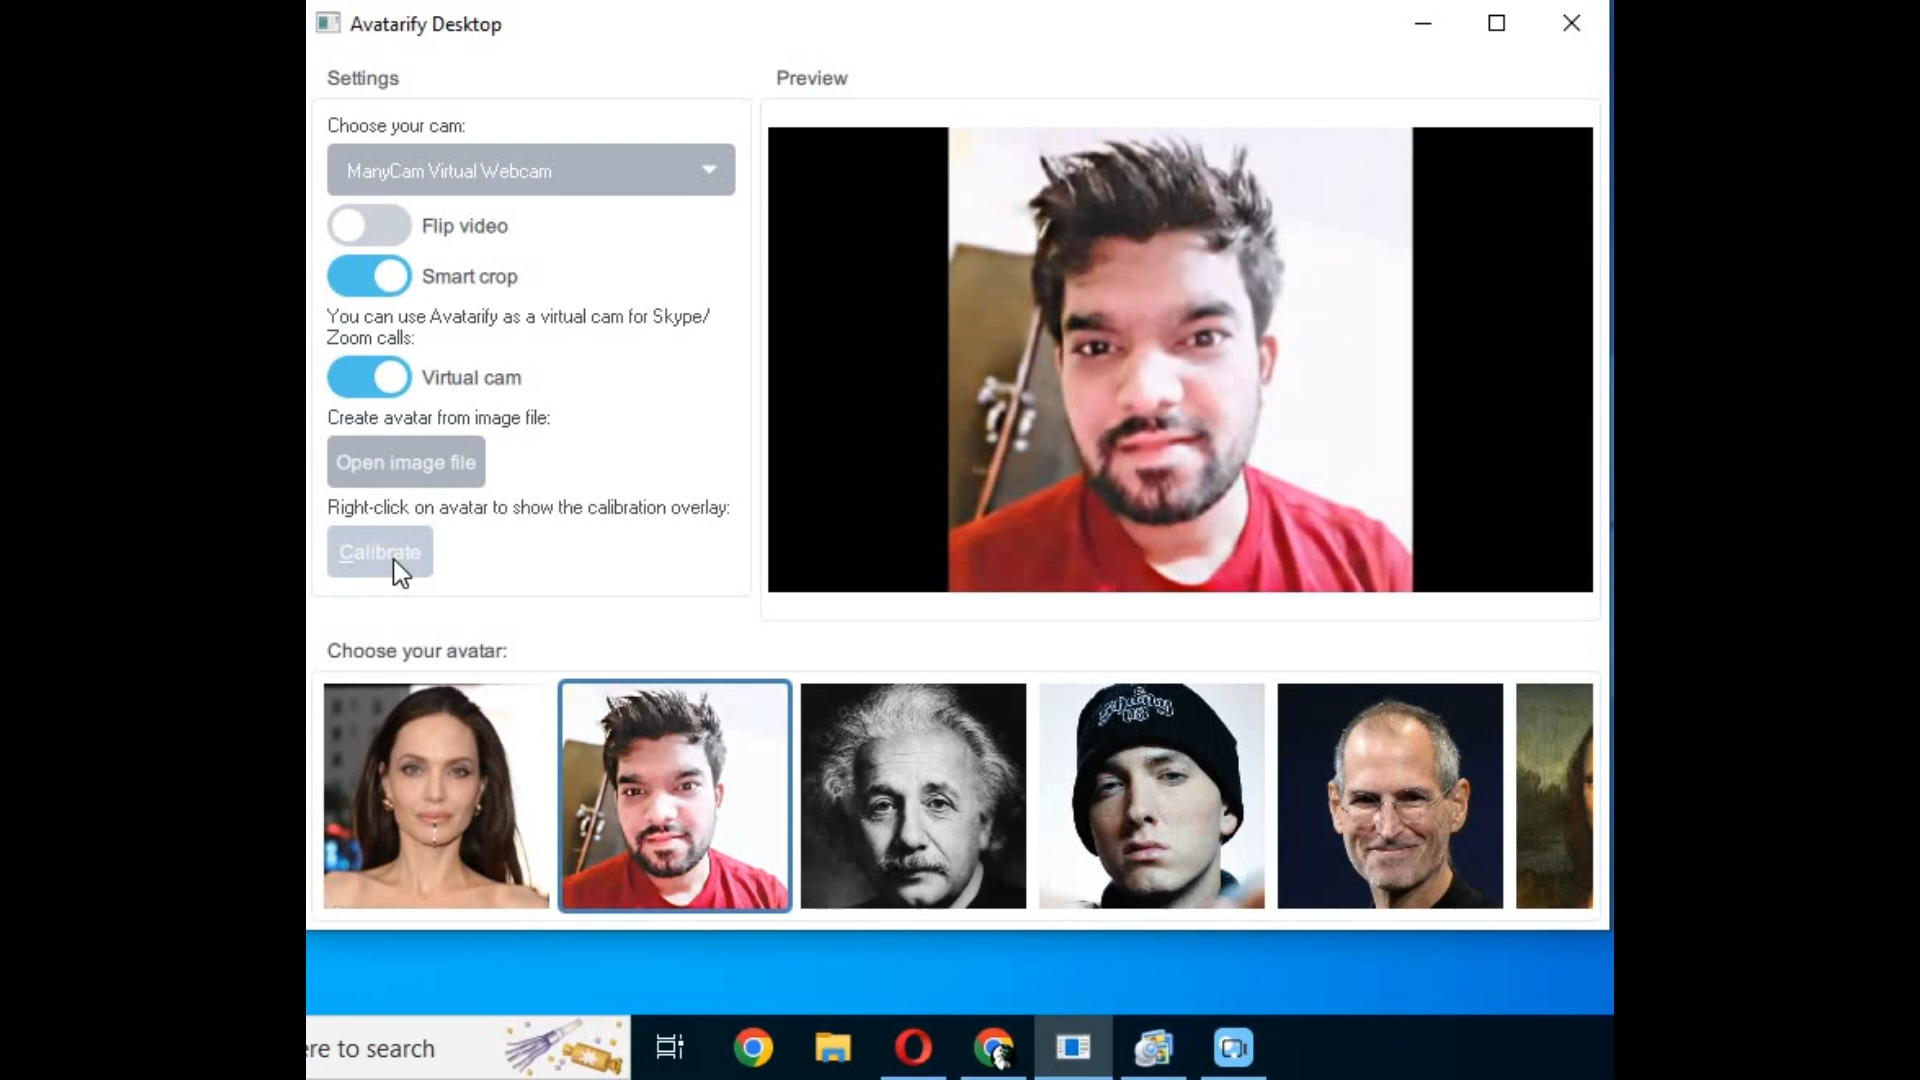 Avatarify Desktop
Settings
Preview
Choose your cam:
ManyCam Virtual Webcam
Flip video
Smart crop
You can use Avatarify as a virtual cam for Skype/
Zoom calls:
Virtual cam
Create avatar from image file:
Open image file
Right-click on avatar to show the calibration overlay:
Calibrate
Choose your avatar:
ere to search